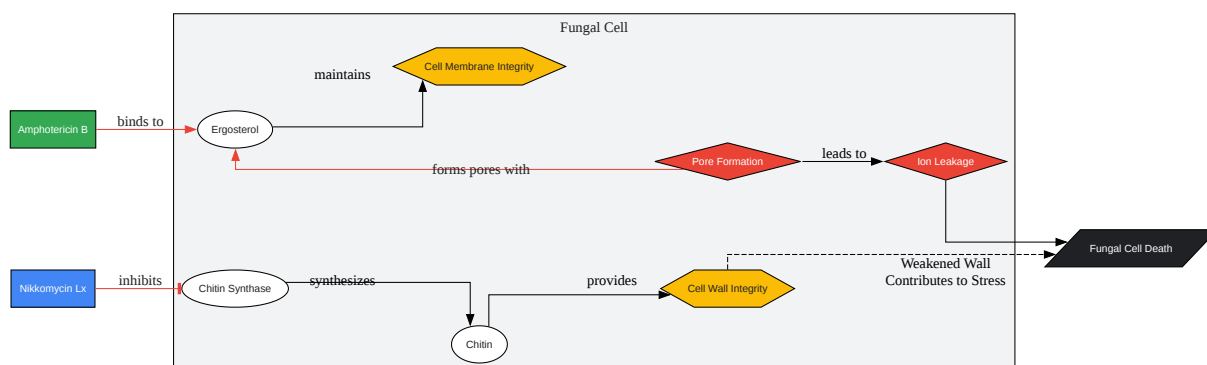 Fungal Cell
Cell Membrane Integrity
maintains
Amphotericin B
binds to
Ergosterol
forms pores with
Pore Formation
leads to
Ion Leakage
Fungal Cell Death
Nikkomycin Lx
inhibits
Chitin Synthase
synthesizes
Chitin
provides
Cell Wall Integrity
Weakened Wall
Contributes to Stress